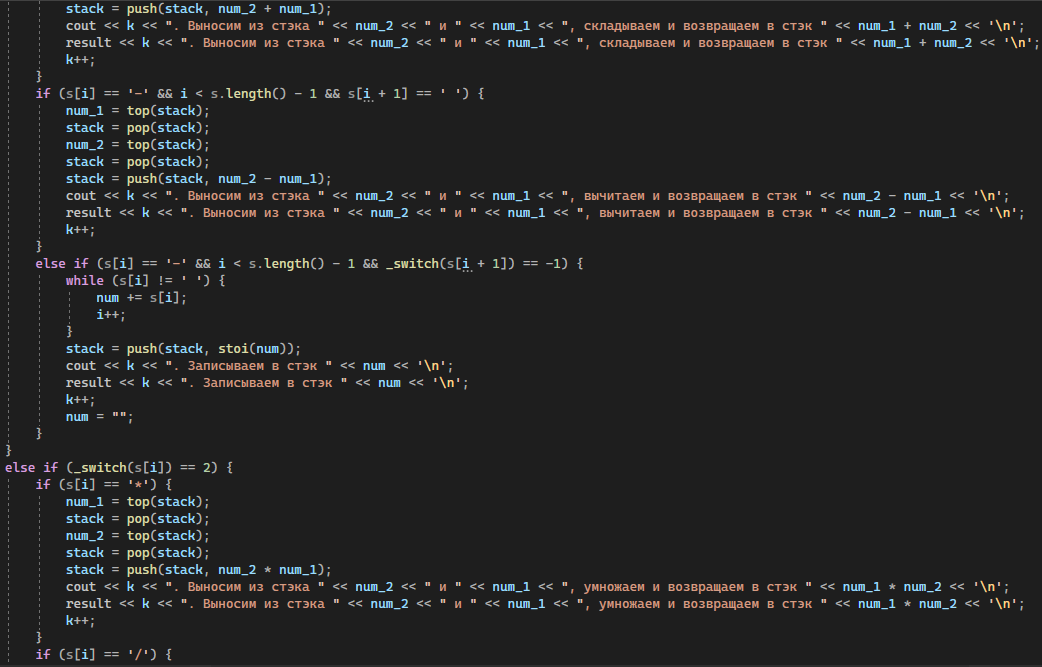 stack = push(stack, num_2 + num_1);
cout << k << ". Выносим из стэка " << num_2 << " и " << num_1 << ", складываем и возвращаем в стэк " << num_1 + num_2 << '\n';
result << k << ". Выносим из стэка " << num_2 << " и " << num_1 << ", складываем и возвращаем в стэк " << num_1 + num_2 << '\n';
k++;
}
if (s[i] == '-' && i < s.length() - 1 && s[i + 1] == ' ') {
num_1 = top(stack);
stack = pop(stack);
num_2 = top(stack);
stack = pop(stack);
stack = push(stack, num_2 - num_1);
cout << k << ". Выносим из стэка " << num_2 << " и " << num_1 << ", вычитаем и возвращаем в стэк " << num_2 - num_1 << '\n';
result << k << ". Выносим из стэка " << num_2 << " и " << num_1 << ", вычитаем и возвращаем в стэк " << num_2 - num_1 << '\n';
k++;
}
else if (s[i] == '-' && i < s.length() - 1 && _switch(s[i + 1]) == -1) {
while (s[i] != ' ') {
num += s[i];
i++;
}
stack = push(stack, stoi(num));
cout << k << ". Записываем в стэк " << num << '\n';
result << k << ". Записываем в стэк " << num << '\n';
k++;
num = "";
}
}
else if (_switch(s[i]) == 2) {
if (s[i] == '*') {
num_1 = top(stack);
stack = pop(stack);
num_2 = top(stack);
stack = pop(stack);
stack = push(stack, num_2 * num_1);
cout << k << ". Выносим из стэка " << num_2 << " и " << num_1 << ", умножаем и возвращаем в стэк " << num_1 * num_2 << '\n';
result << k << ". Выносим из стэка " << num_2 << " и " << num_1 << ", умножаем и возвращаем в стэк " << num_1 * num_2 << '\n';
k++;
}
if (s[i] == '/') {